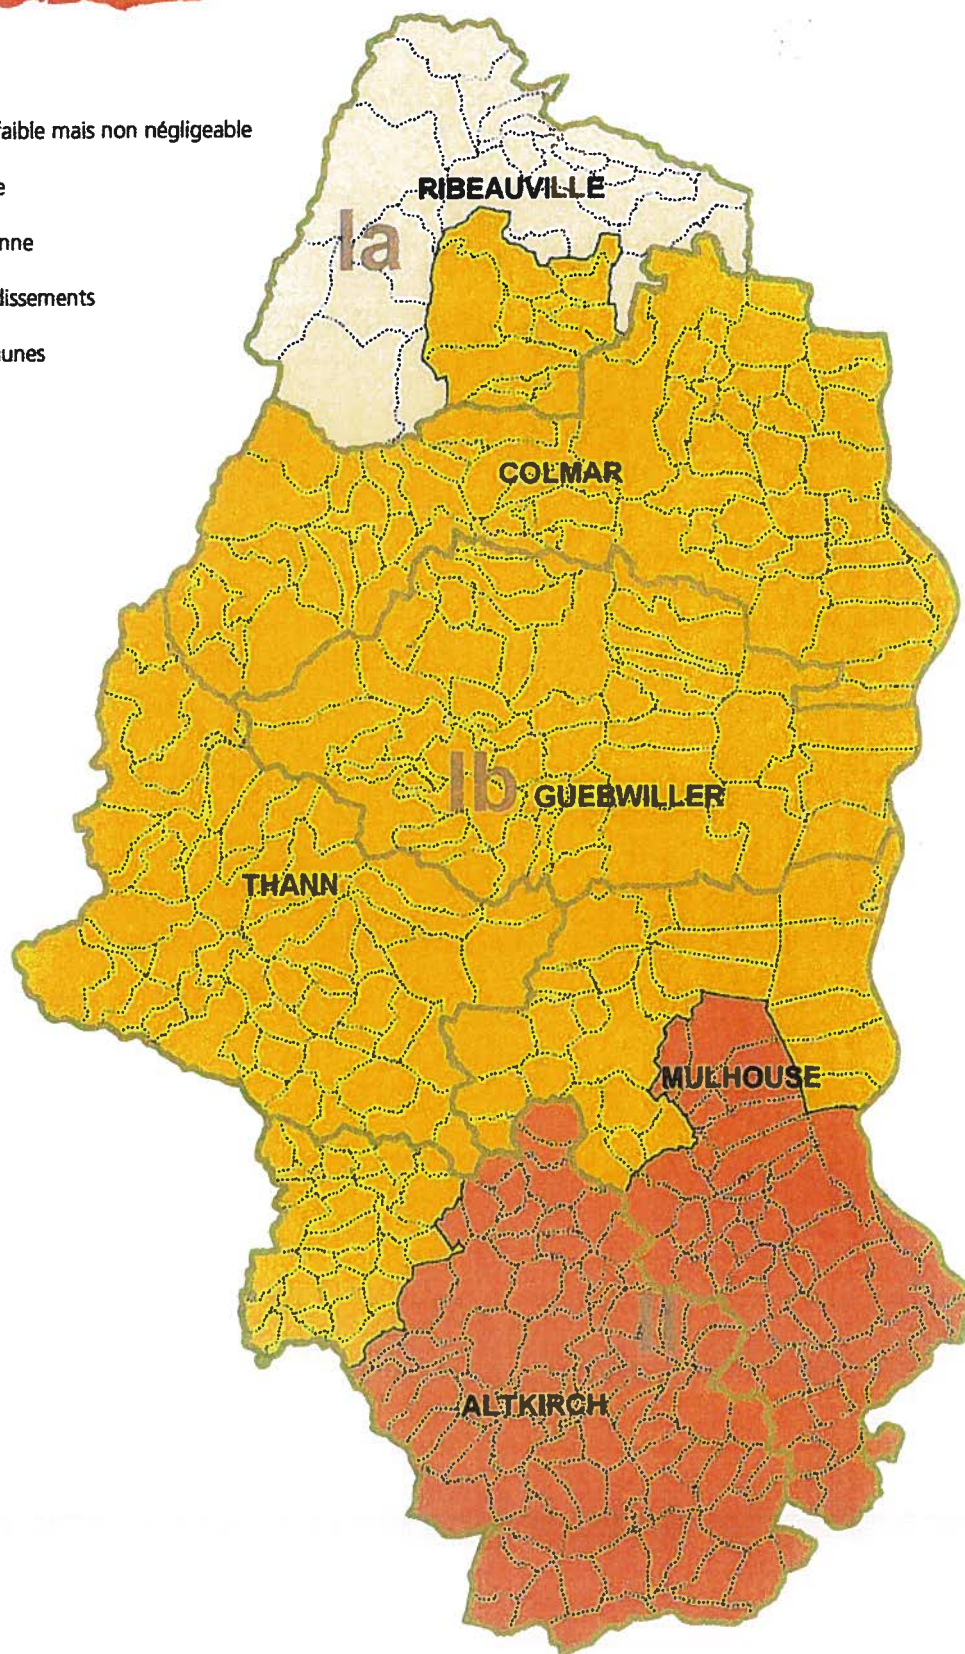 faible mais non négligeable
e
nne
dissements
unes
RIBEAUVILLE
Ia
COLMAR
Ib
GUEBWILLER
THANN
MULHOUSE
II
ALTKIRCH